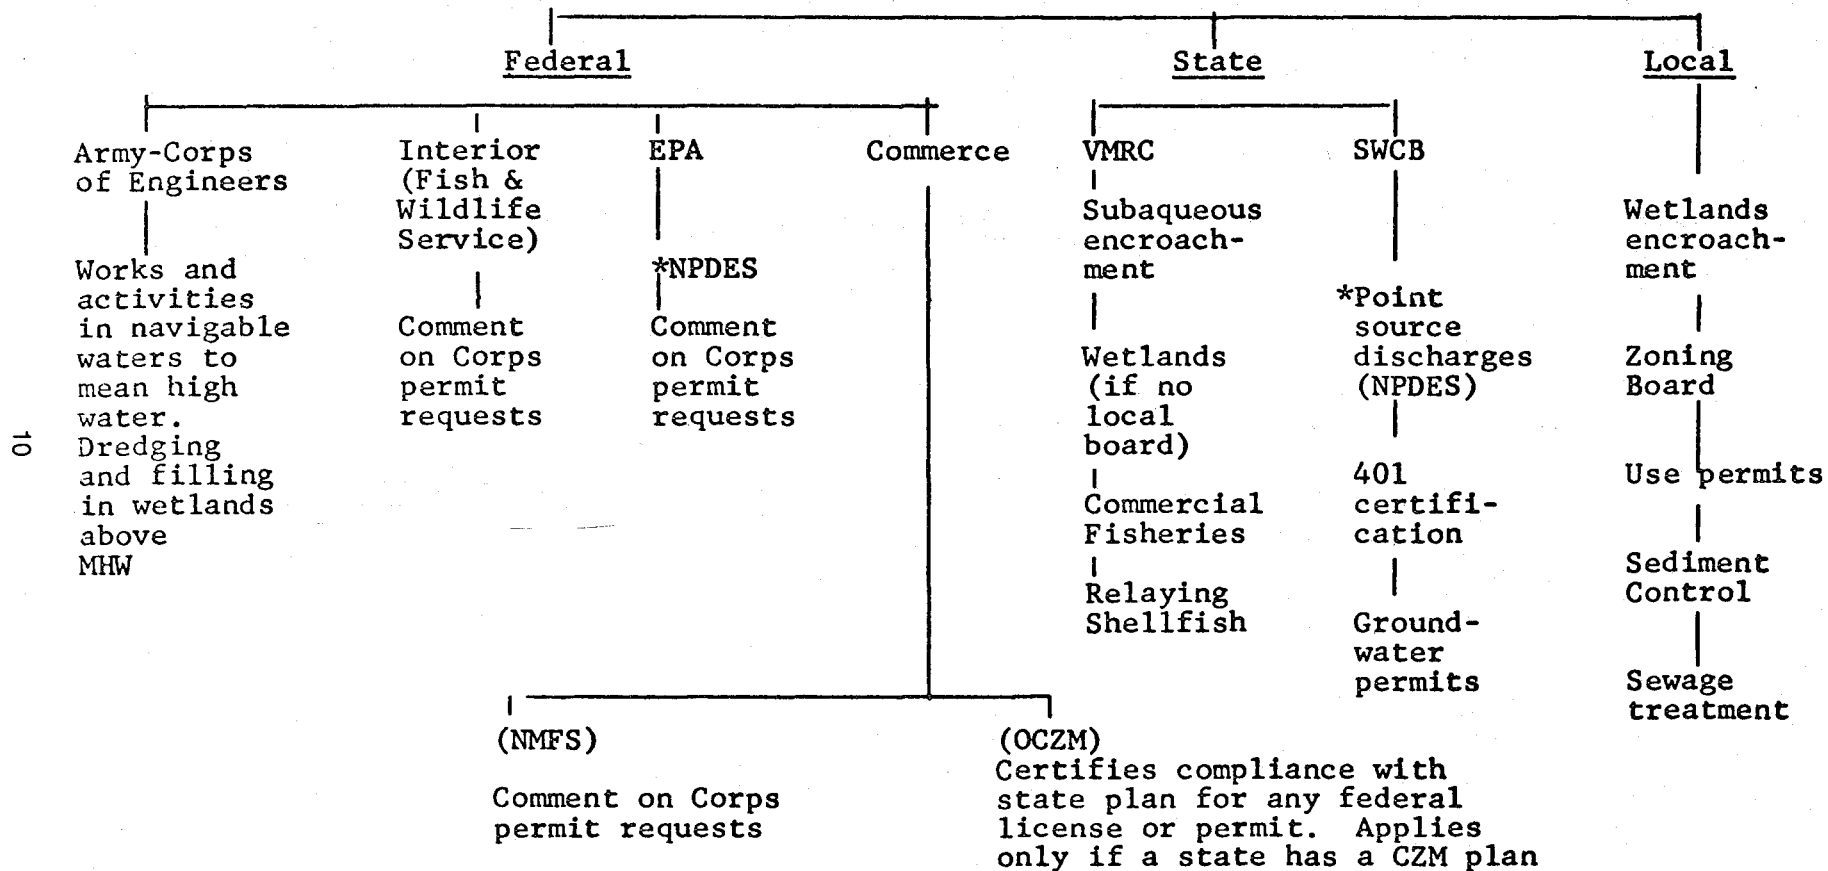 Federal
State
Local
Army-Corps
of Engineers
Works and
activities
in navigable
waters to
mean high
water.
Dredging
and filling
in wetlands
above
MHW
Interior
(Fish &
Wildlife
Service)
Comment
on Corps
permit
requests
EPA
*NPDES
Comment
on Corps
permit
requests
Commerce
(NMFS)
Comment on Corps
permit requests
(OCZM)
Certifies compliance with
state plan for any federal
license or permit. Applies
only if a state has a CZM plan
VMRC
Subaqueous
encroach-
ment
Wetlands
(if no
local
board)
Commercial
Fisheries
Relaying
Shellfish
SWCB
*Point
source
discharges
(NPDES)
401
certifi-
cation
Ground-
water
permits
Wetlands
encroach-
ment
Zoning
Board
Use permits
Sediment
Control
Sewage
treatment
10